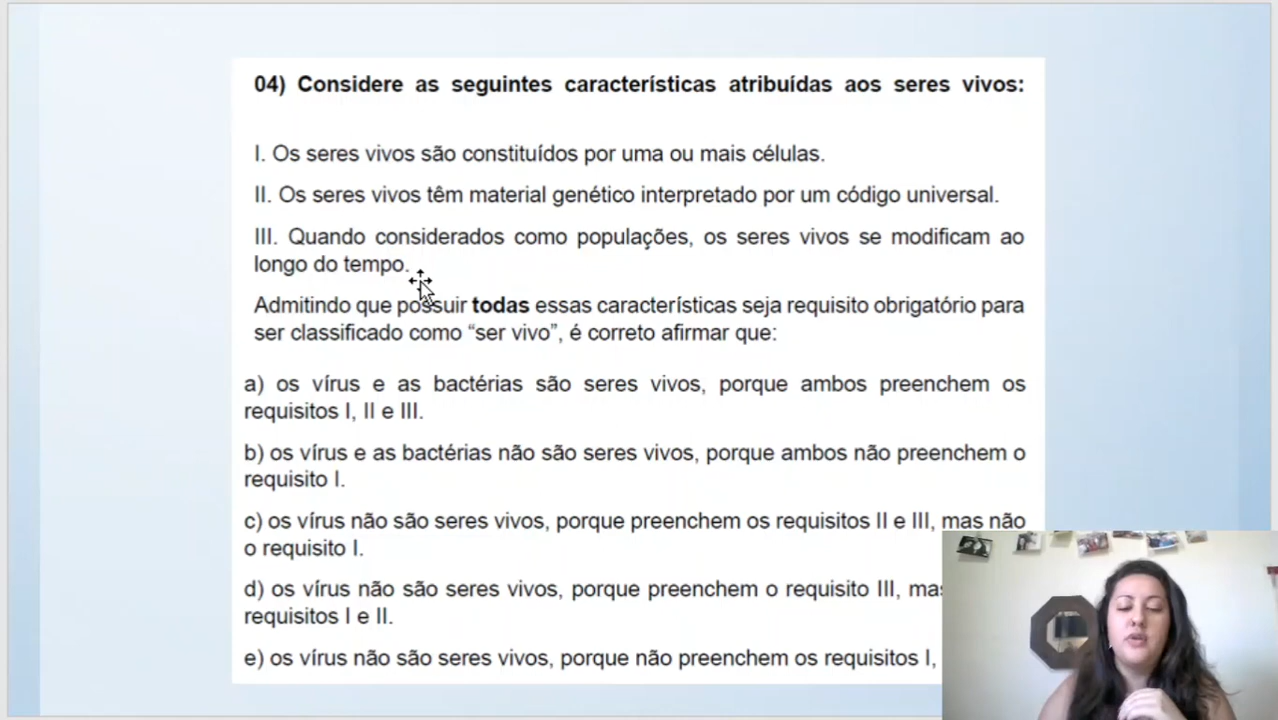 04) Considere as seguintes características atribuídas aos seres vivos:
I. Os seres vivos são constituídos por uma ou mais células.
II. Os seres vivos têm material genético interpretado por um código universal.
III. Quando considerados como populações, os seres vivos se modificam ao
longo do tempo.
Admitindo que possuir todas essas características seja requisito obrigatório para
ser classificado como “ser vivo”, é correto afirmar que:
a) os vírus e as bactérias são seres vivos, porque ambos preenchem os
requisitos I, II e III.
b) os vírus e as bactérias não são seres vivos, porque ambos não preenchem o
requisito I.
c) os vírus não são seres vivos, porque preenchem os requisitos II e III, mas não
o requisito I.
d) os vírus não são seres vivos, porque preenchem o requisito III,
requisitos I e II.
e) os vírus não são seres vivos, porque não preenchem os requisitos I,